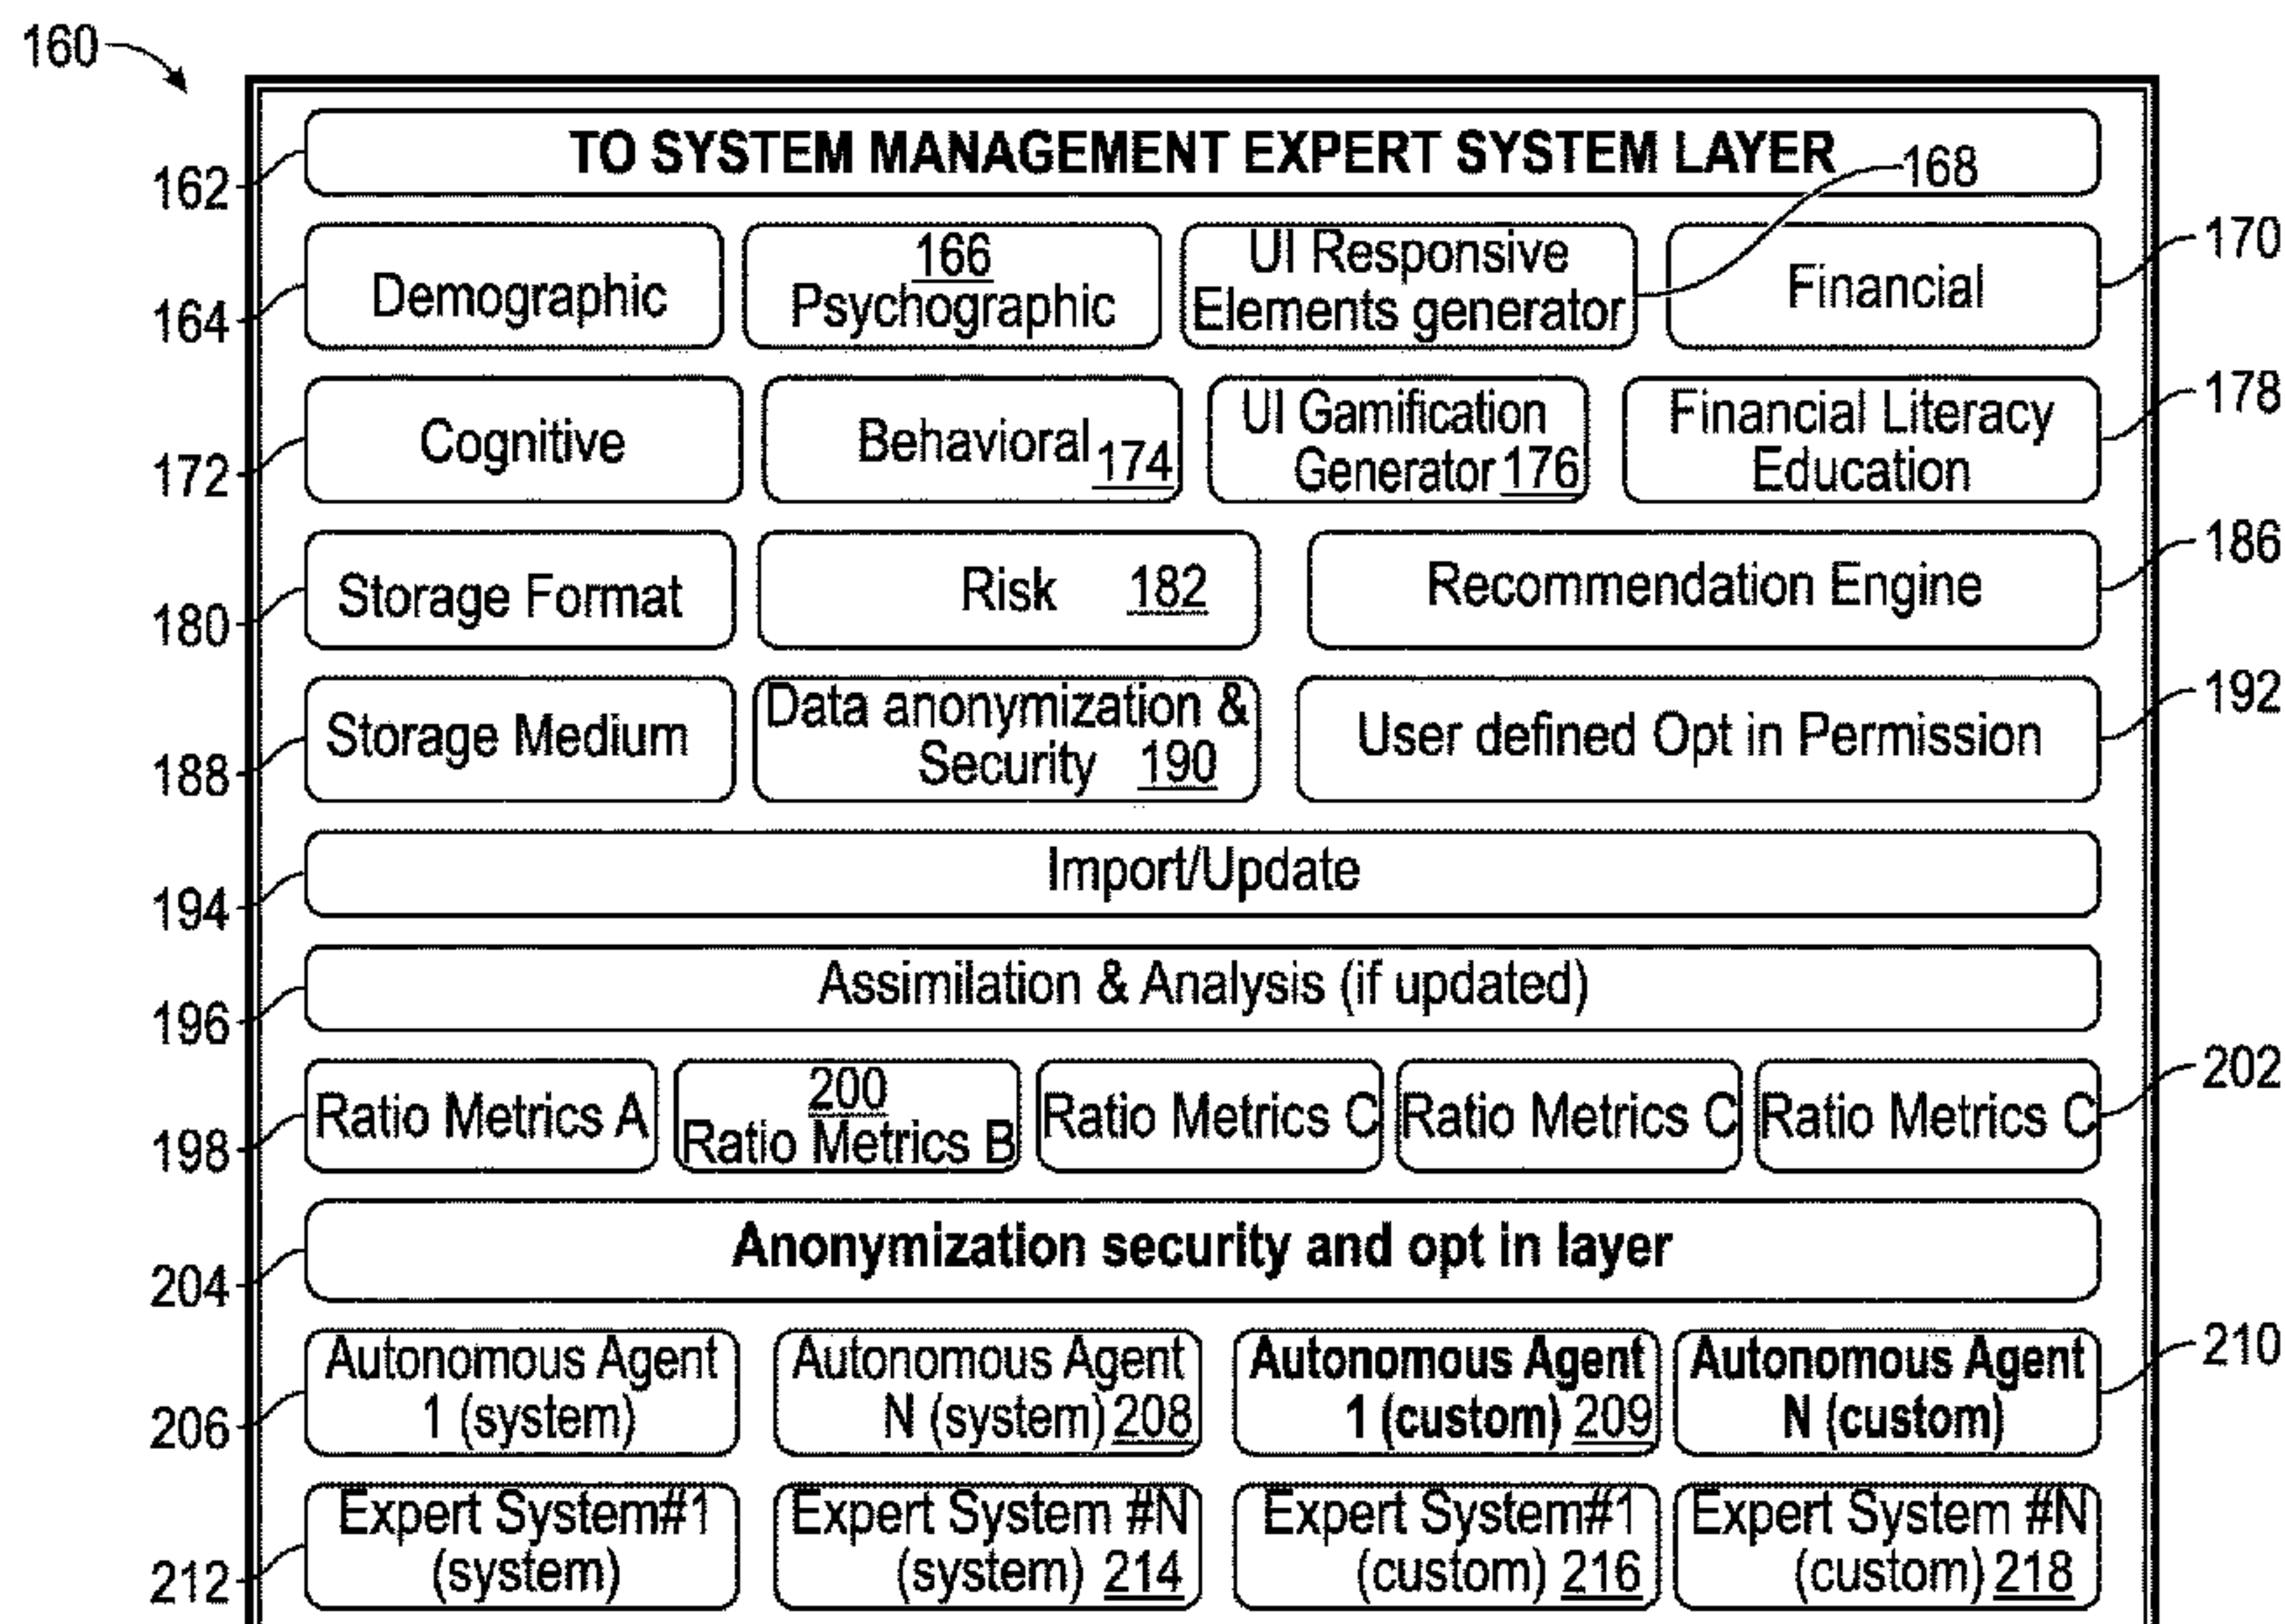 160
TO SYSTEM MANAGEMENT EXPERT SYSTEM LAYER
162
168
Demographic
164
166
Psychographic
UI Responsive
Elements generator
Financial
170
Cognitive
172
Behavioral 174
UI Gamification
Generator 176
Financial Literacy
Education
178
Storage Format
180
Risk 182
Recommendation Engine
186
Storage Medium
188
Data anonymization &
Security 190
User defined Opt in Permission
192
Import/Update
194
Assimilation & Analysis (if updated)
196
Ratio Metrics A
198
200
Ratio Metrics B
Ratio Metrics C
Ratio Metrics C
Ratio Metrics C
202
Anonymization security and opt in layer
204
Autonomous Agent
1 (system)
206
Autonomous Agent
N (system) 208
Autonomous Agent
1 (custom) 209
Autonomous Agent
N (custom)
210
Expert System#1
(system)
212
Expert System #N
(system) 214
Expert System#1
(custom) 216
Expert System #N
(custom) 218